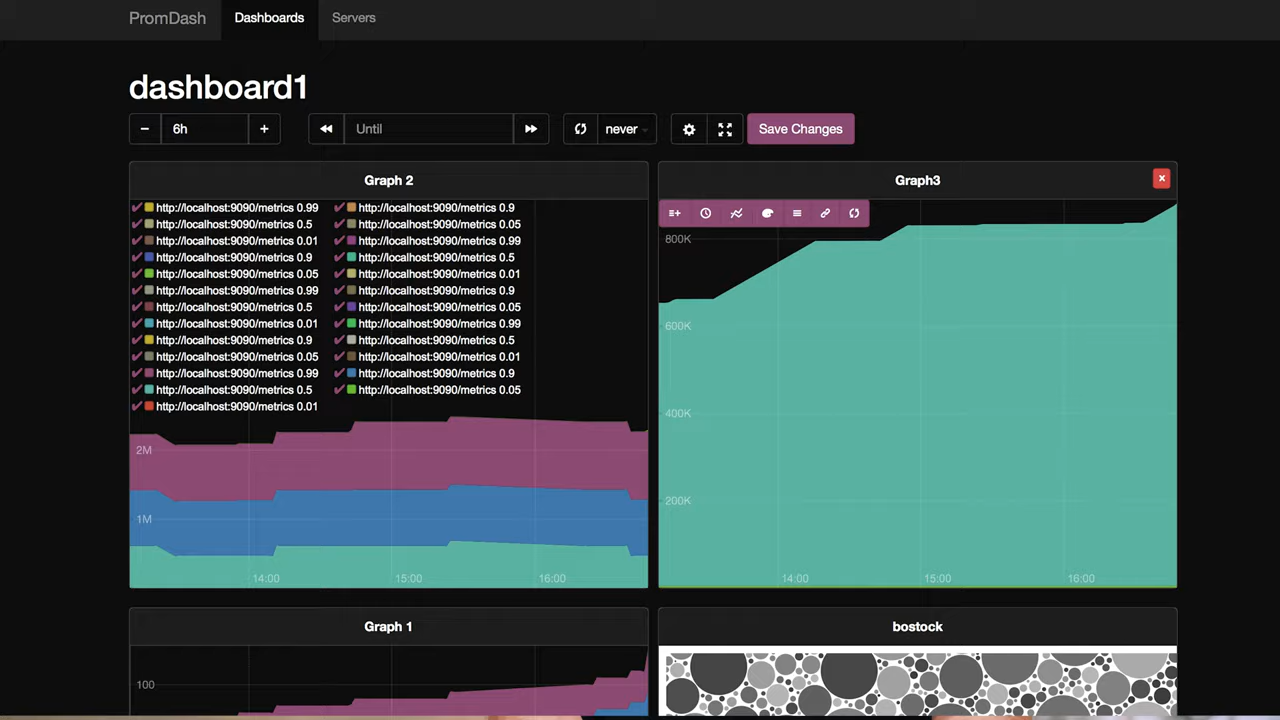 PromDash Dashboards Servers
dashboard1
6h Until never Save Changes
Graph 2
http://localhost:9090/metrics 0.99 http://localhost:9090/metrics 0.9
http://localhost:9090/metrics 0.5 http://localhost:9090/metrics 0.05
http://localhost:9090/metrics 0.01 http://localhost:9090/metrics 0.99
http://localhost:9090/metrics 0.9 http://localhost:9090/metrics 0.5
http://localhost:9090/metrics 0.05 http://localhost:9090/metrics 0.01
http://localhost:9090/metrics 0.99 http://localhost:9090/metrics 0.9
http://localhost:9090/metrics 0.5 http://localhost:9090/metrics 0.05
http://localhost:9090/metrics 0.01 http://localhost:9090/metrics 0.99
http://localhost:9090/metrics 0.9 http://localhost:9090/metrics 0.5
http://localhost:9090/metrics 0.05 http://localhost:9090/metrics 0.01
http://localhost:9090/metrics 0.99 http://localhost:9090/metrics 0.9
http://localhost:9090/metrics 0.5 http://localhost:9090/metrics 0.05
http://localhost:9090/metrics 0.01
2M
1M
14:00 15:00 16:00
Graph3
800K
600K
400K
200K
14:00 15:00 16:00
Graph 1
100
bostock